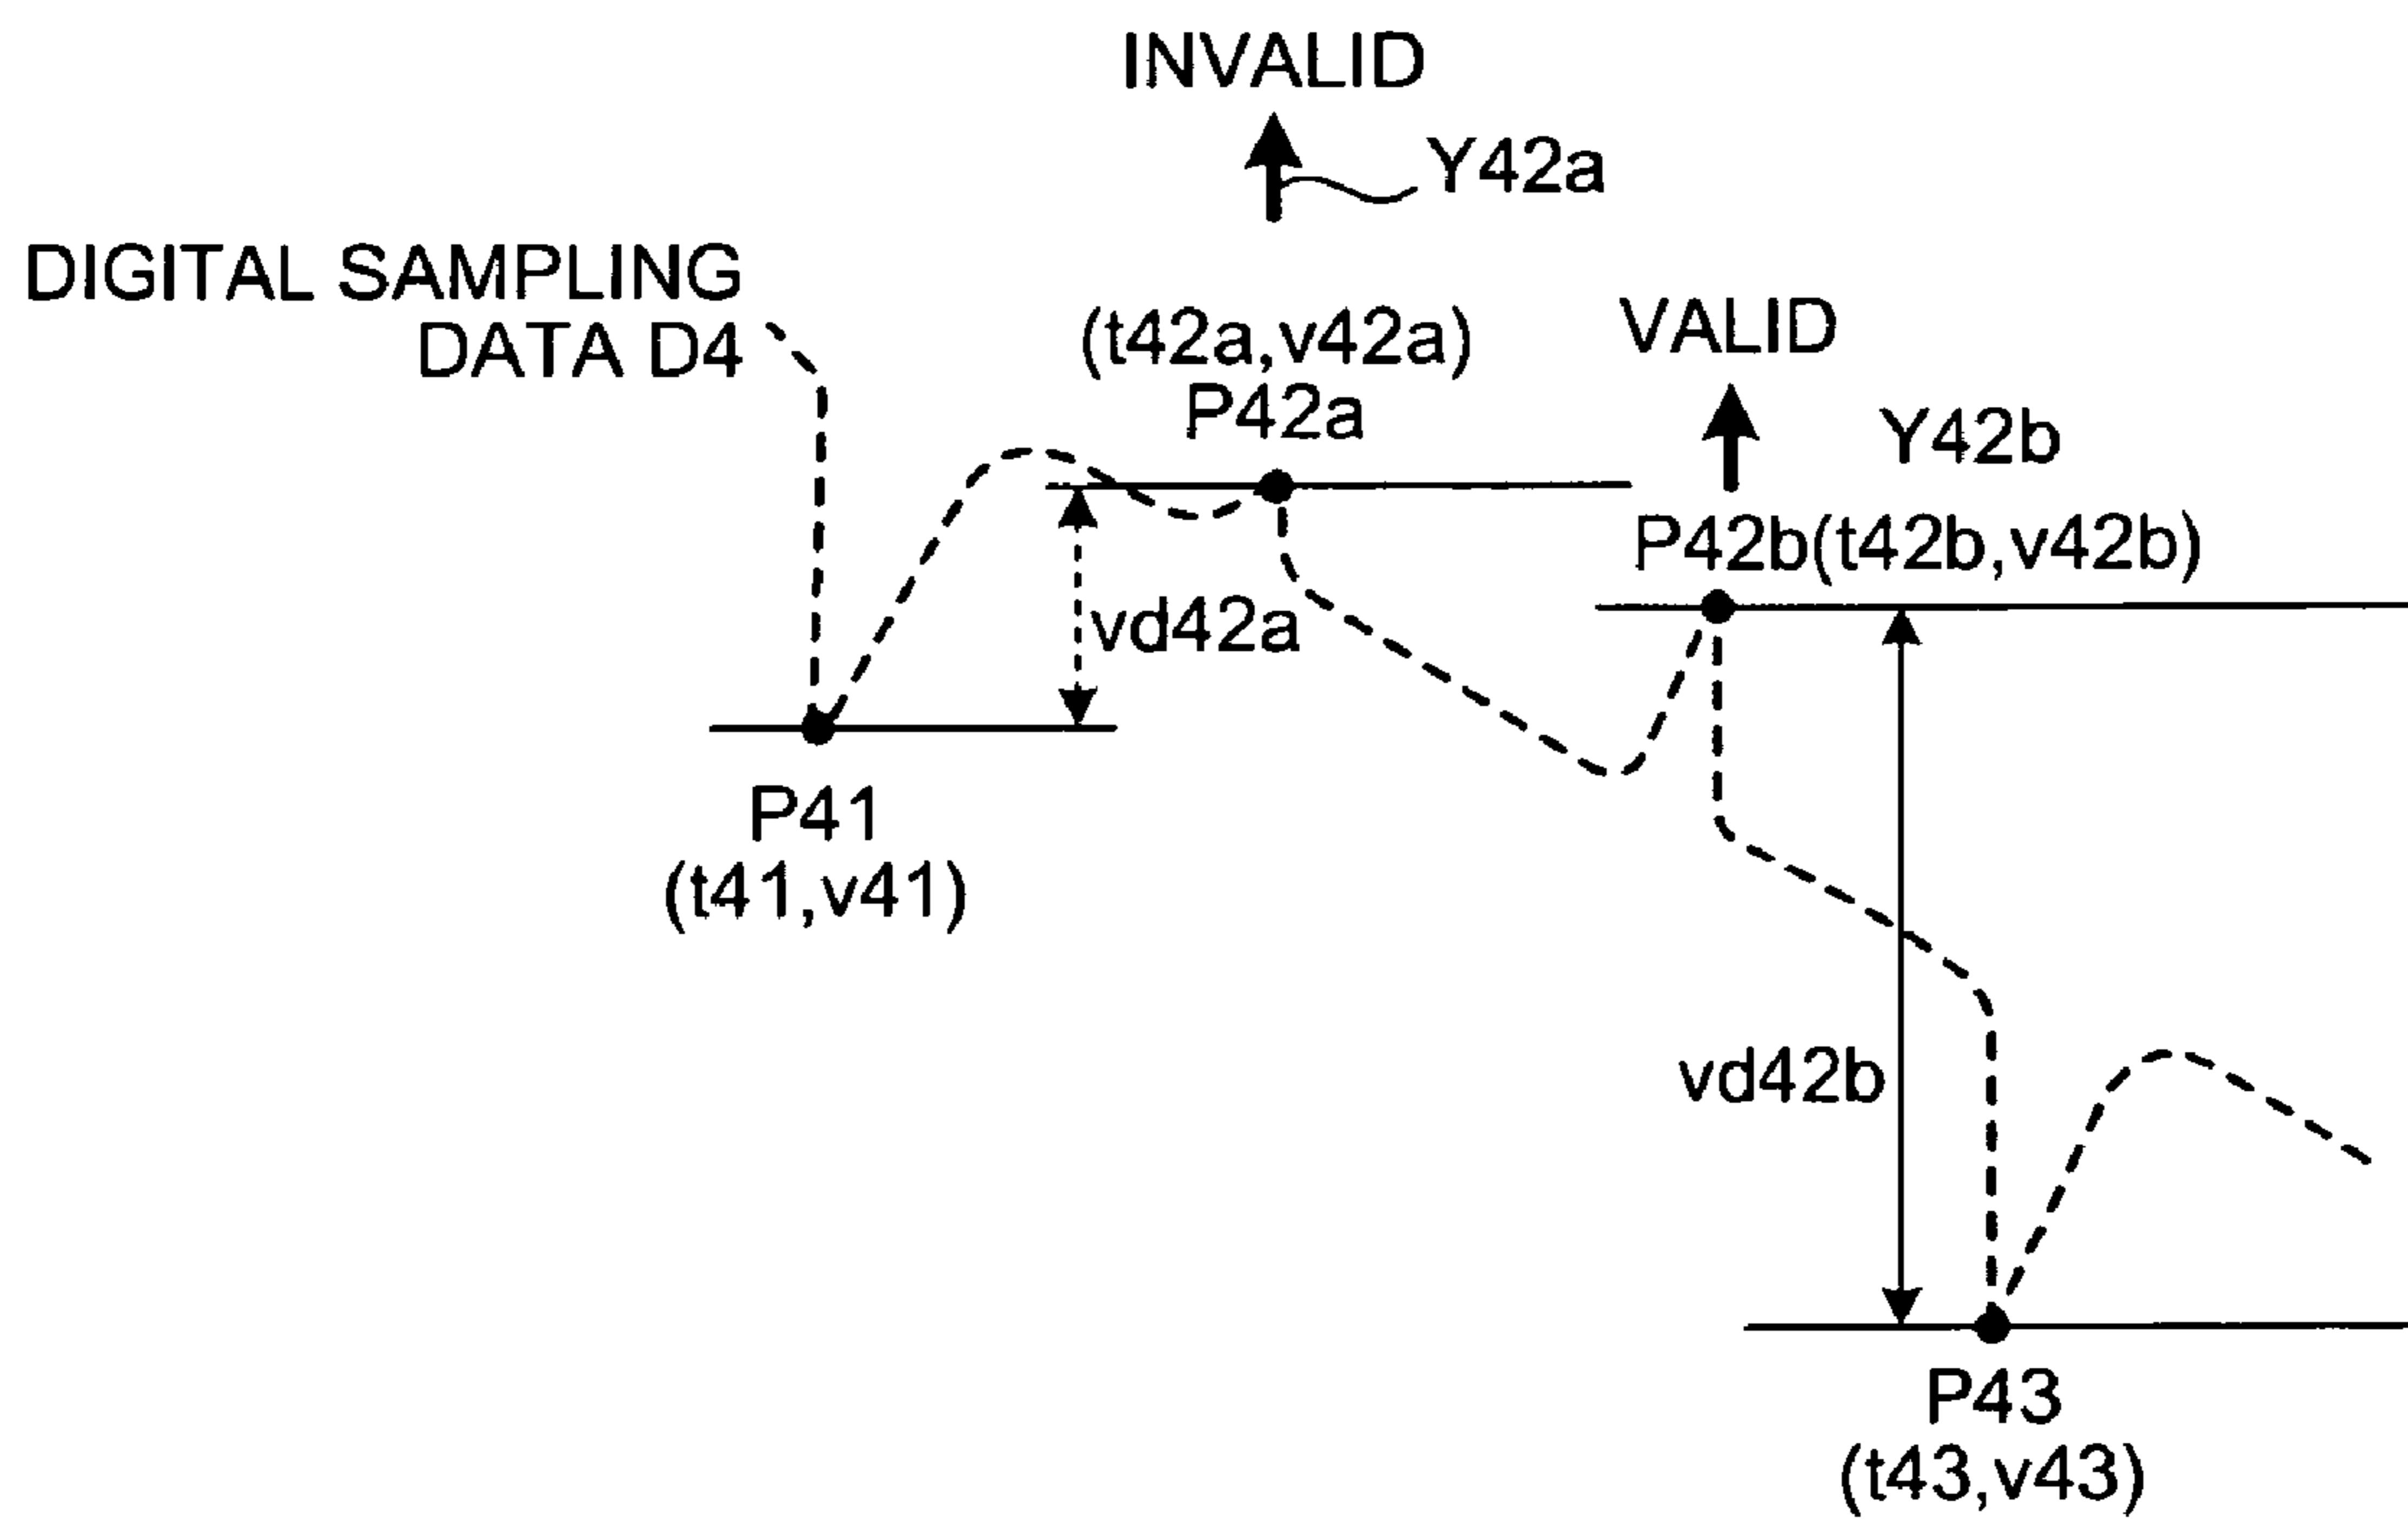 INVALID
Y42a
DIGITAL SAMPLING
DATA D4
(t42a,v42a)
P42a
VALID
Y42b
P42b(t42b,v42b)
vd42a
P41
(t41,v41)
vd42b
P43
(t43,v43)